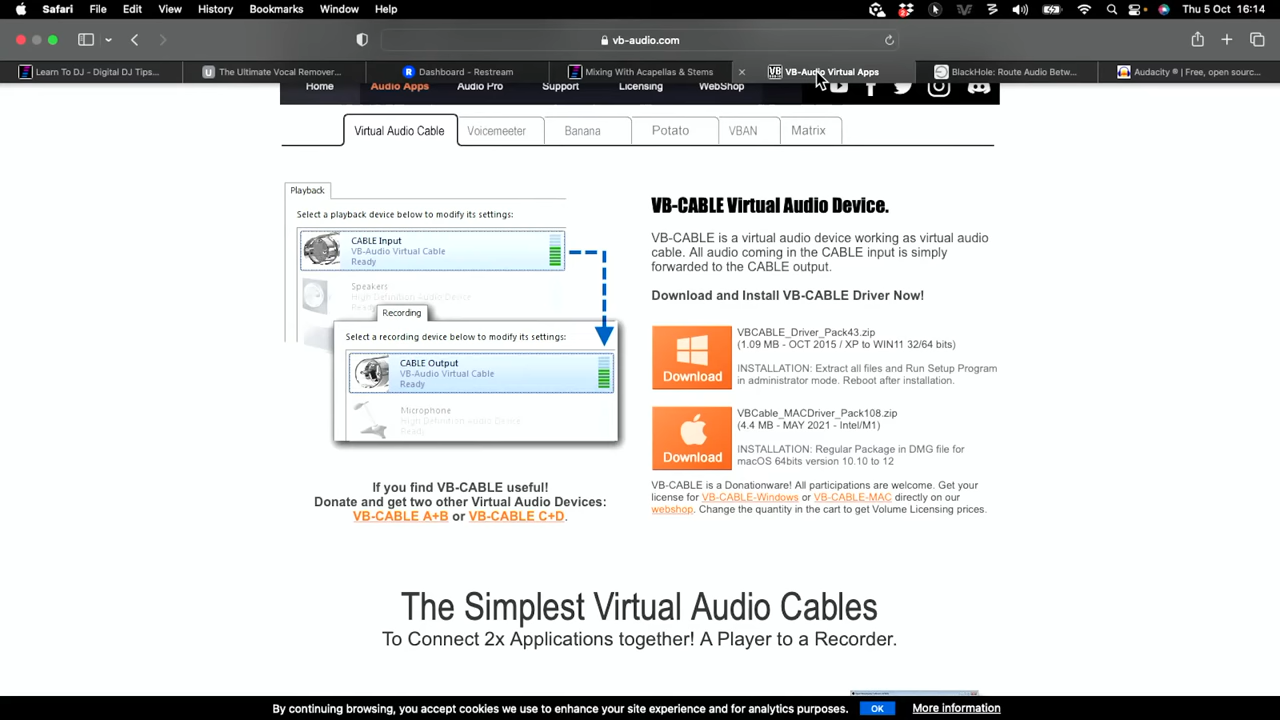 Safari File Edit View History Bookmarks Window Help Thu 5 Oct 16:14
vb-audio.com
Learn To DJ - Digital DJ Tips... The Ultimate Vocal Remover... Dashboard - Restream Mixing With Acapellas & Stems VB-Audio Virtual Apps BlackHole: Route Audio Betw... Audacity ® | Free, open sourc...
Home Audio Apps Audio Pro Support Licensing WebShop
Virtual Audio Cable Voicemeeter Banana Potato VBAN Matrix
Playback
Select a playback device below to modify its settings:
CABLE Input
VB-Audio Virtual Cable
Ready
Speakers
High Definition Audio Device
Ready
Recording
Select a recording device below to modify its settings:
CABLE Output
VB-Audio Virtual Cable
Ready
Microphone
High Definition Audio Device
If you find VB-CABLE useful!
Donate and get two other Virtual Audio Devices:
VB-CABLE A+B or VB-CABLE C+D.
VB-CABLE Virtual Audio Device.
VB-CABLE is a virtual audio device working as virtual audio
cable. All audio coming in the CABLE input is simply
forwarded to the CABLE output.
Download and Install VB-CABLE Driver Now!
Download
VBCABLE_Driver_Pack43.zip
(1.09 MB - OCT 2015 / XP to WIN11 32/64 bits)
INSTALLATION: Extract all files and Run Setup Program
in administrator mode. Reboot after installation.
Download
VBCable_MACDriver_Pack108.zip
(4.4 MB - MAY 2021 - Intel/M1)
INSTALLATION: Regular Package in DMG file for
macOS 64bits version 10.10 to 12
VB-CABLE is a Donationware! All participations are welcome. Get your
license for VB-CABLE-Windows or VB-CABLE-MAC directly on our
webshop. Change the quantity in the cart to get Volume Licensing prices.
The Simplest Virtual Audio Cables
To Connect 2x Applications together! A Player to a Recorder.
By continuing browsing, you accept cookies we use to enhance your site experience and for analytics purposes. OK More information